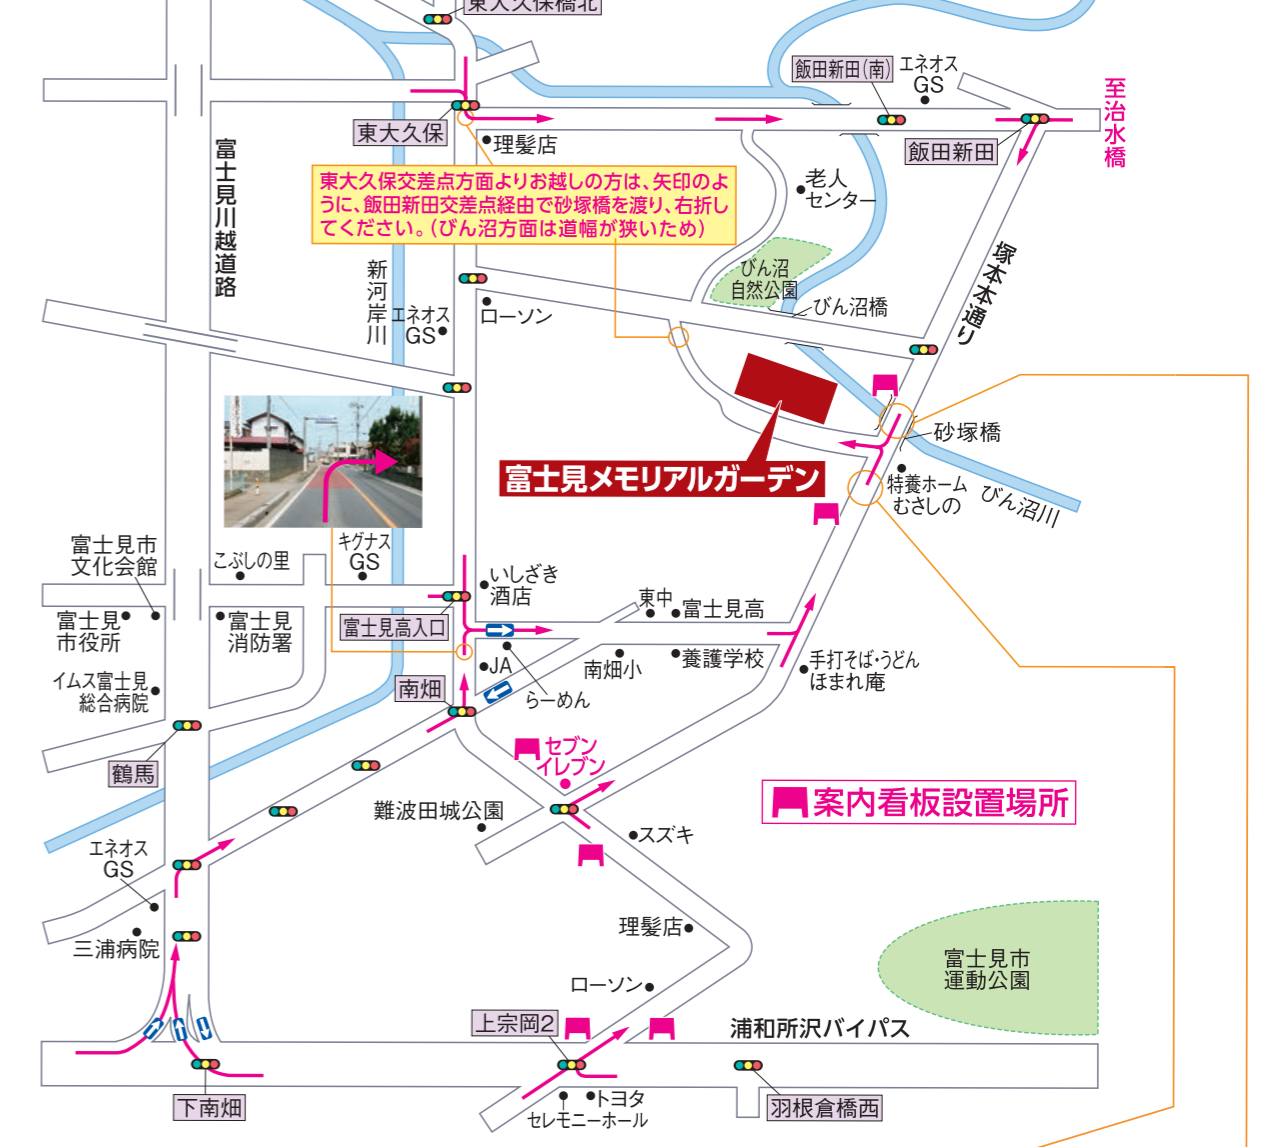 東大久保橋北
飯田新田(南)
エネオス
GS
至治水橋
東大久保
理髪店
飯田新田
富士見川越道路
東大久保交差点方面よりお越しの方は、矢印のよ
うに、飯田新田交差点経由で砂塚橋を渡り、右折し
てください。(びん沼方面は道幅が狭いため)
老人
センター
塚本本通り
新河岸川
びん沼
自然公園
エネオス
GS
ローソン
びん沼橋
砂塚橋
富士見メモリアルガーデン
特養ホーム
むさしの
びん沼川
富士見市
文化会館
こぶしの里
キグナス
GS
いしざき
酒店
東中
富士見高
富士見
市役所
富士見
消防署
富士見高入口
JA
南畑小
養護学校
手打そば・うどん
ほまれ庵
イムス富士見
総合病院
南畑
らーめん
鶴馬
セブン
イレブン
案内看板設置場所
難波田城公園
スズキ
エネオス
GS
三浦病院
理髪店
富士見市
運動公園
ローソン
上宗岡2
浦和所沢バイパス
下南畑
トヨタ
セレモニーホール
羽根倉橋西